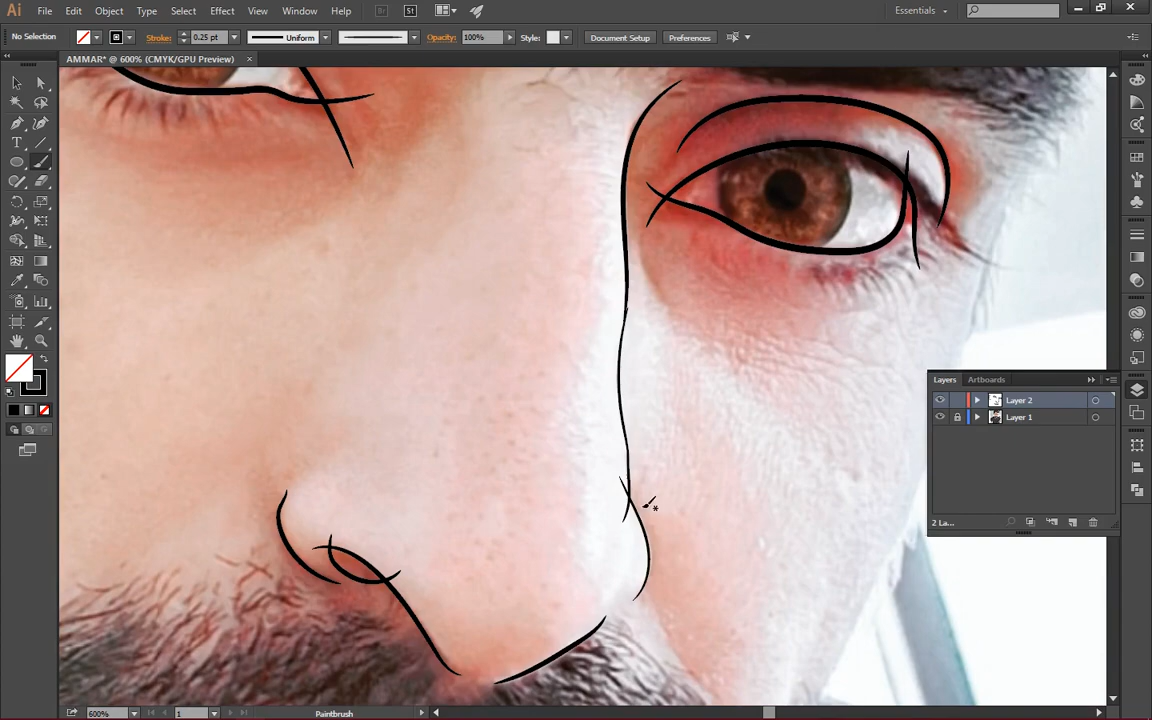 Ai File Edit Object Type Select Effect View Window Help Br St Essentials
No Selection Stroke: 0.25 pt Uniform Opacity: 100% Style: Document Setup Preferences
AMMAR* @ 600% (CMYK/GPU Preview)
Layers Artboards
Layer 2
Layer 1
2 La...
600% 1 Paintbrush